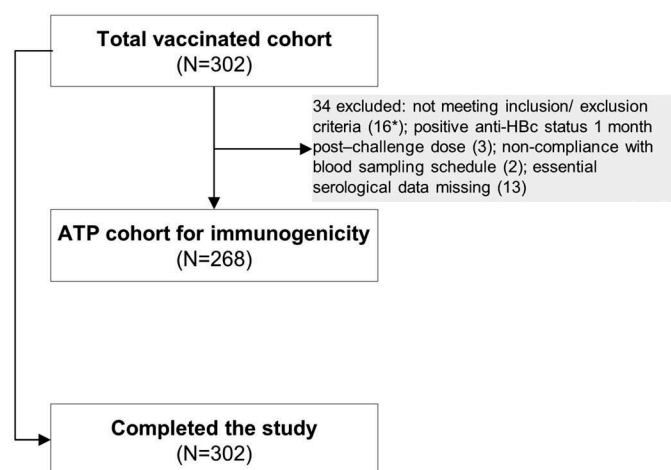 Total vaccinated cohort
(N=302)
34 excluded: not meeting inclusion/ exclusion
criteria (16*); positive anti-HBc status 1 month
post–challenge dose (3); non-compliance with
blood sampling schedule (2); essential
serological data missing (13)
ATP cohort for immunogenicity
(N=268)
Completed the study
(N=302)